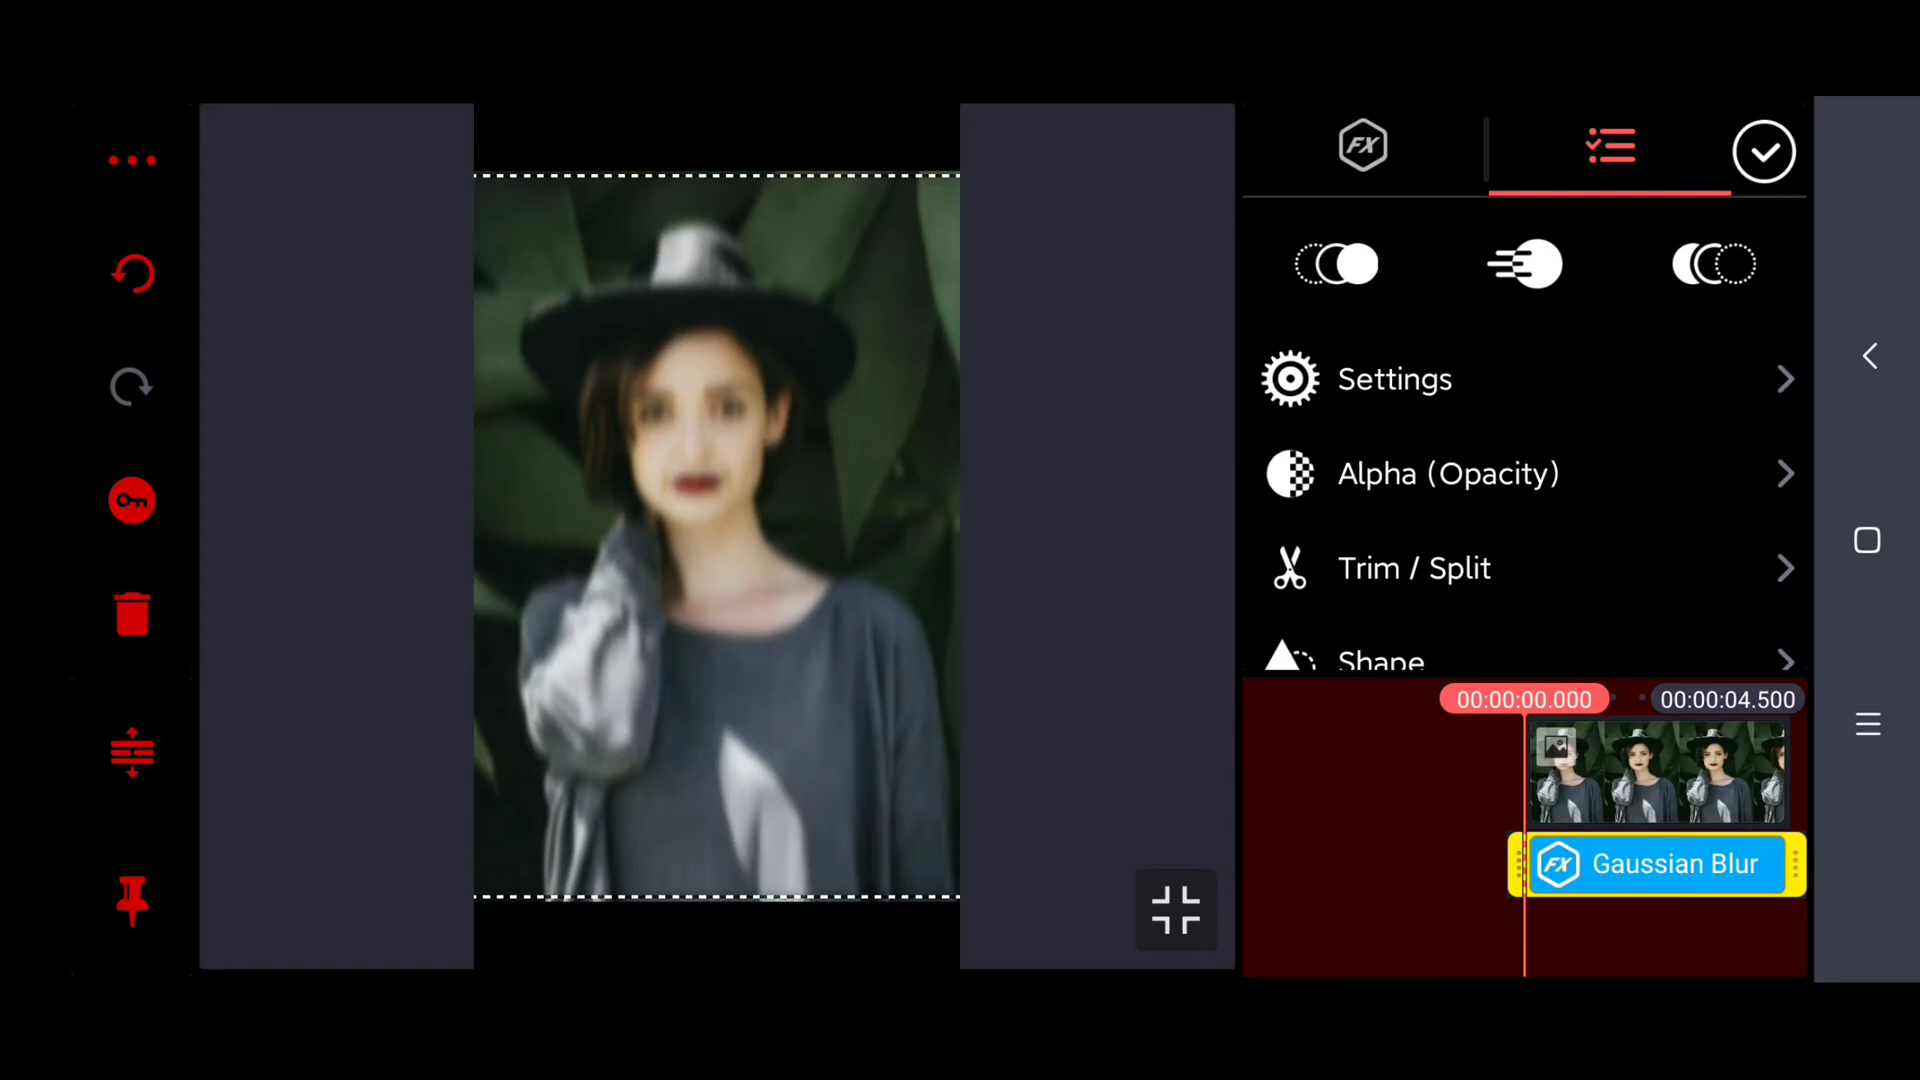 FX
Settings
Alpha (Opacity)
Trim / Split
Shape
00:00:00.000
00:00:04.500
FX Gaussian Blur